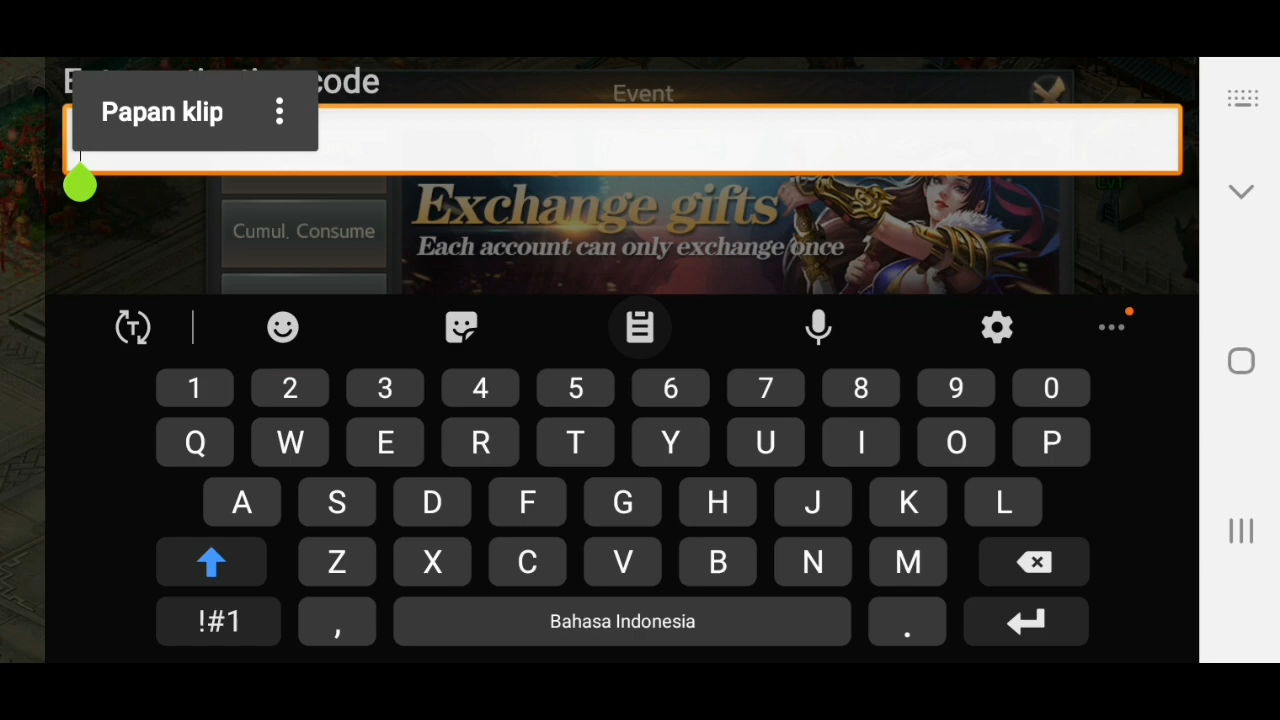 code
Papan klip
Event
Exchange gifts
Cumul. Consume
Each account can only exchange once
1 2 3 4 5 6 7 8 9 0
Q W E R T Y U I O P
A S D F G H J K L
Z X C V B N M
!#1 , Bahasa Indonesia .